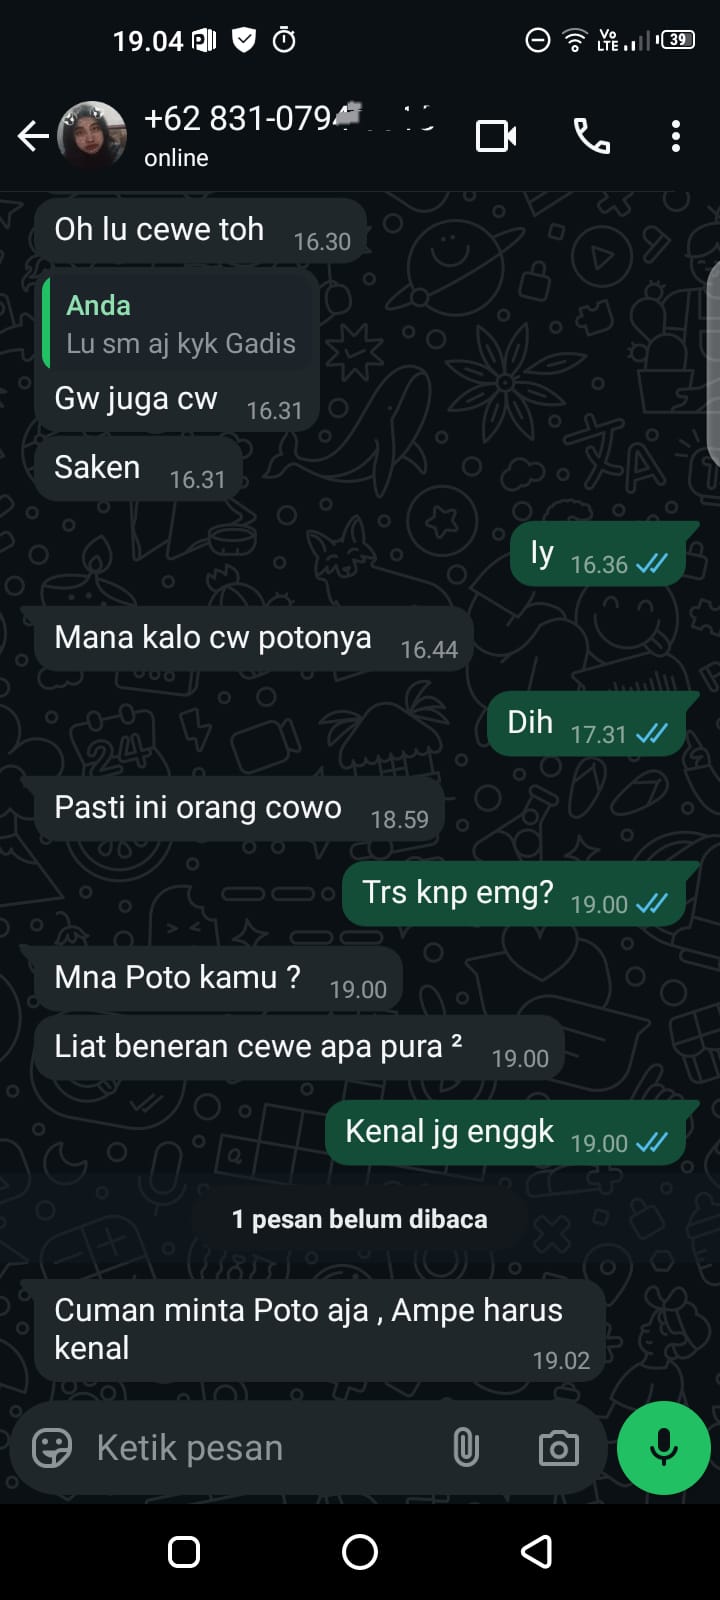 19.04
Vo
LTE
39
+62 831-0794
online
Oh lu cewe toh 16.30
Anda
Lu sm aj kyk Gadis
Gw juga cw 16.31
Saken 16.31
Iy 16.36
Mana kalo cw potonya 16.44
Dih 17.31
Pasti ini orang cowo 18.59
Trs knp emg? 19.00
Mna Poto kamu ? 19.00
Liat beneran cewe apa pura ² 19.00
Kenal jg enggk 19.00
1 pesan belum dibaca
Cuman minta Poto aja , Ampe harus
kenal 19.02
Ketik pesan